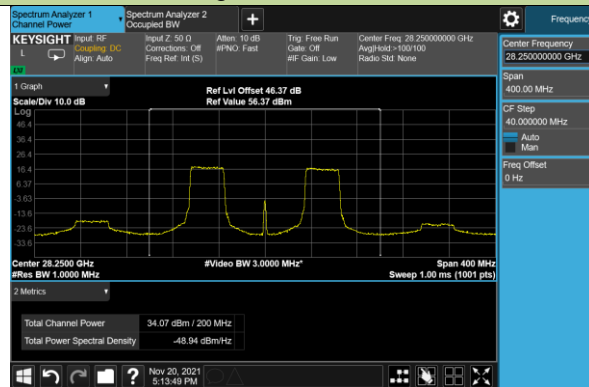 Spectrum Analyzer 1
Channel Power
Spectrum Analyzer 2
Occupied BW
+
Frequency
KEYSIGHT
L
Input: RF
Coupling: DC
Align: Auto
Input Z: 50 Ω
Corrections: Off
Freq Ref: Int (S)
Atten: 10 dB
#PNO: Fast
Trig: Free Run
Gate: Off
#IF Gain: Low
Center Freq: 28.250000000 GHz
Avg|Hold:>100/100
Radio Std: None
Center Frequency
28.250000000 GHz
Span
400.00 MHz
CF Step
40.000000 MHz
Auto
Man
Freq Offset
0 Hz
1 Graph
Scale/Div 10.0 dB
Ref Lvl Offset 46.37 dB
Ref Value 56.37 dBm
Log
46.4
36.4
26.4
16.4
6.37
-3.63
-13.6
-23.6
-33.6
Center 28.2500 GHz
#Video BW 3.0000 MHz*
Span 400 MHz
#Res BW 1.0000 MHz
Sweep 1.00 ms (1001 pts)
2 Metrics
Total Channel Power 34.07 dBm / 200 MHz
Total Power Spectral Density -48.94 dBm/Hz
?
Nov 20, 2021
5:13:49 PM